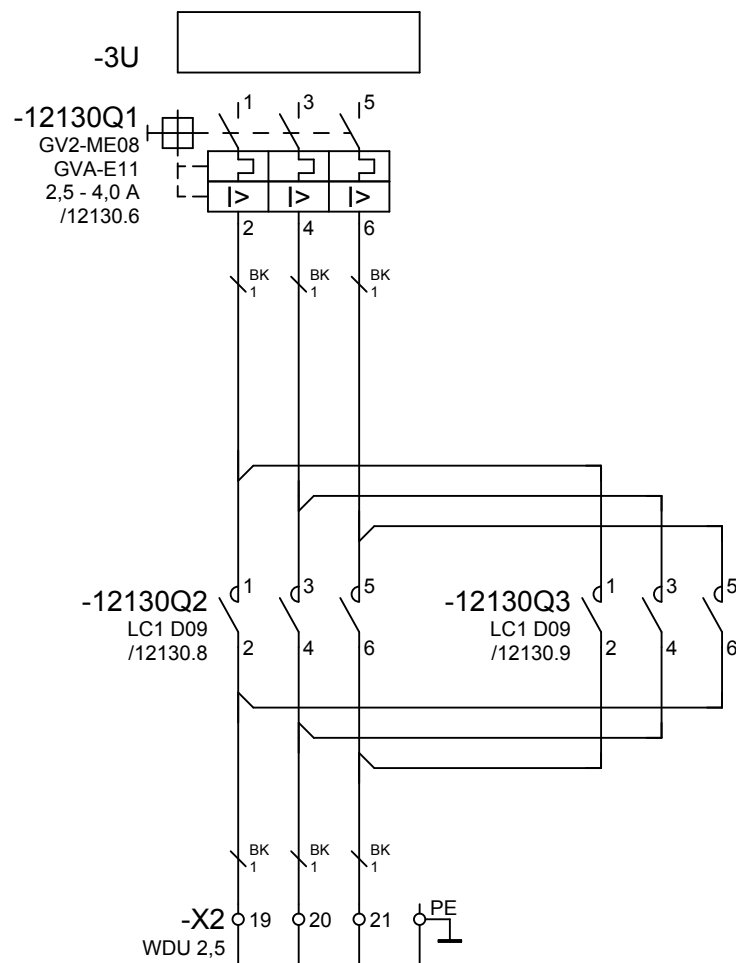 -3U
1 3 5
-12130Q1
GV2-ME08
GVA-E11
2,5 - 4,0 A
/12130.6
I> I> I>
2 4 6
BK BK BK
1 1 1
1 3 5 1 3 5
-12130Q2 -12130Q3
LC1 D09 LC1 D09
/12130.8 /12130.9
2 4 6 2 4 6
BK BK BK
1 1 1
-X2 19 20 21 PE
WDU 2,5